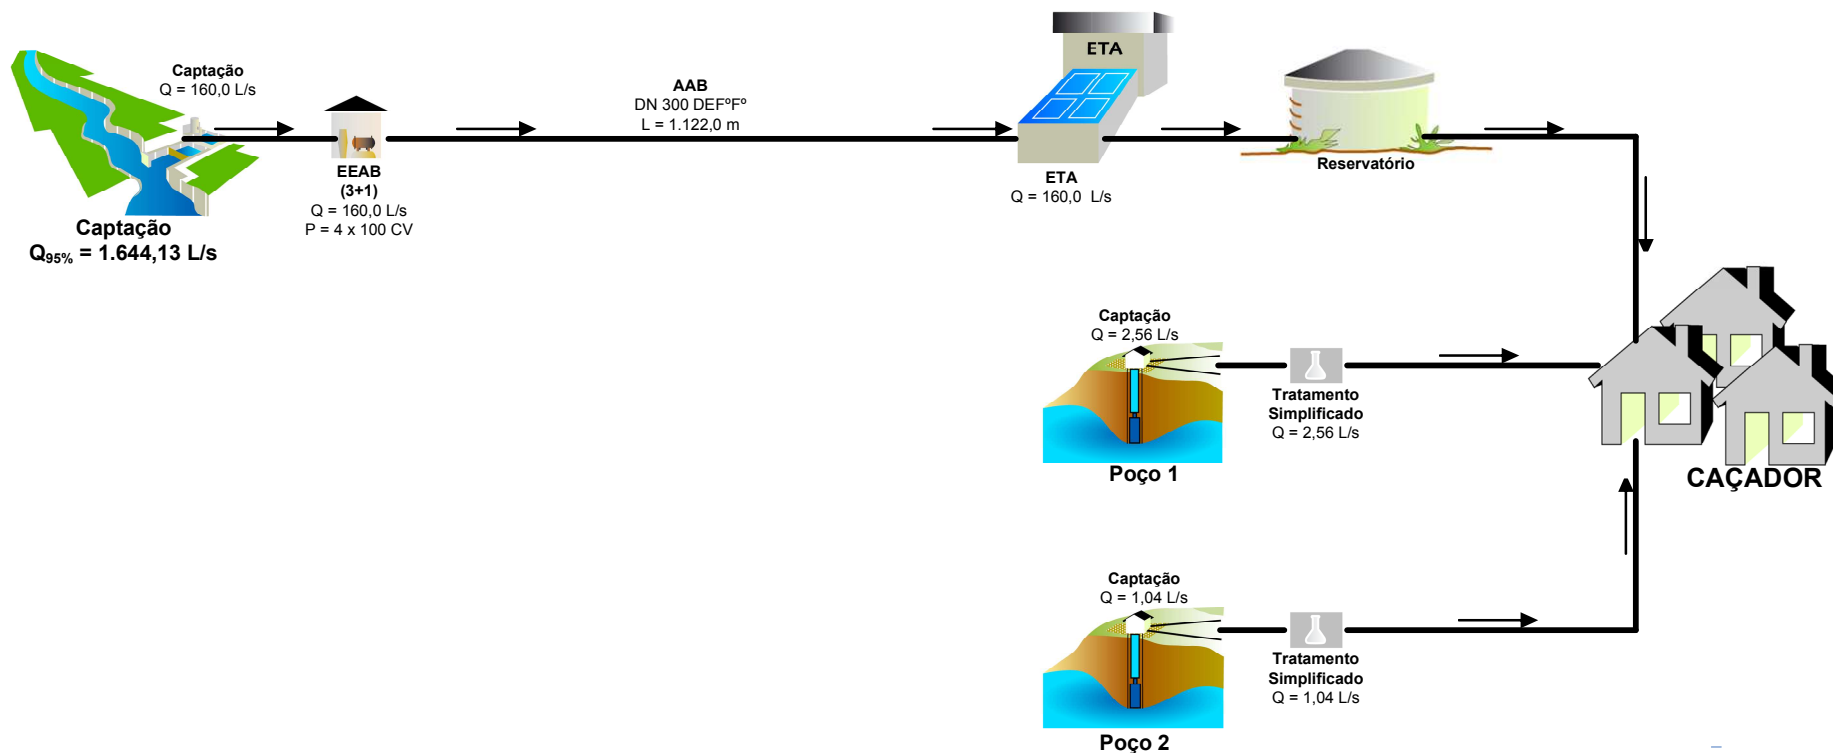 Captação
Q = 160,0 L/s
EEAB
(3+1)
Q = 160,0 L/s
P = 4 x 100 CV
Captação
Q95% = 1.644,13 L/s
AAB
DN 300 DEFºFº
L = 1.122,0 m
ETA
ETA
Q = 160,0 L/s
Reservatório
Captação
Q = 2,56 L/s
Tratamento
Simplificado
Q = 2,56 L/s
Poço 1
CAÇADOR
Captação
Q = 1,04 L/s
Tratamento
Simplificado
Q = 1,04 L/s
Poço 2